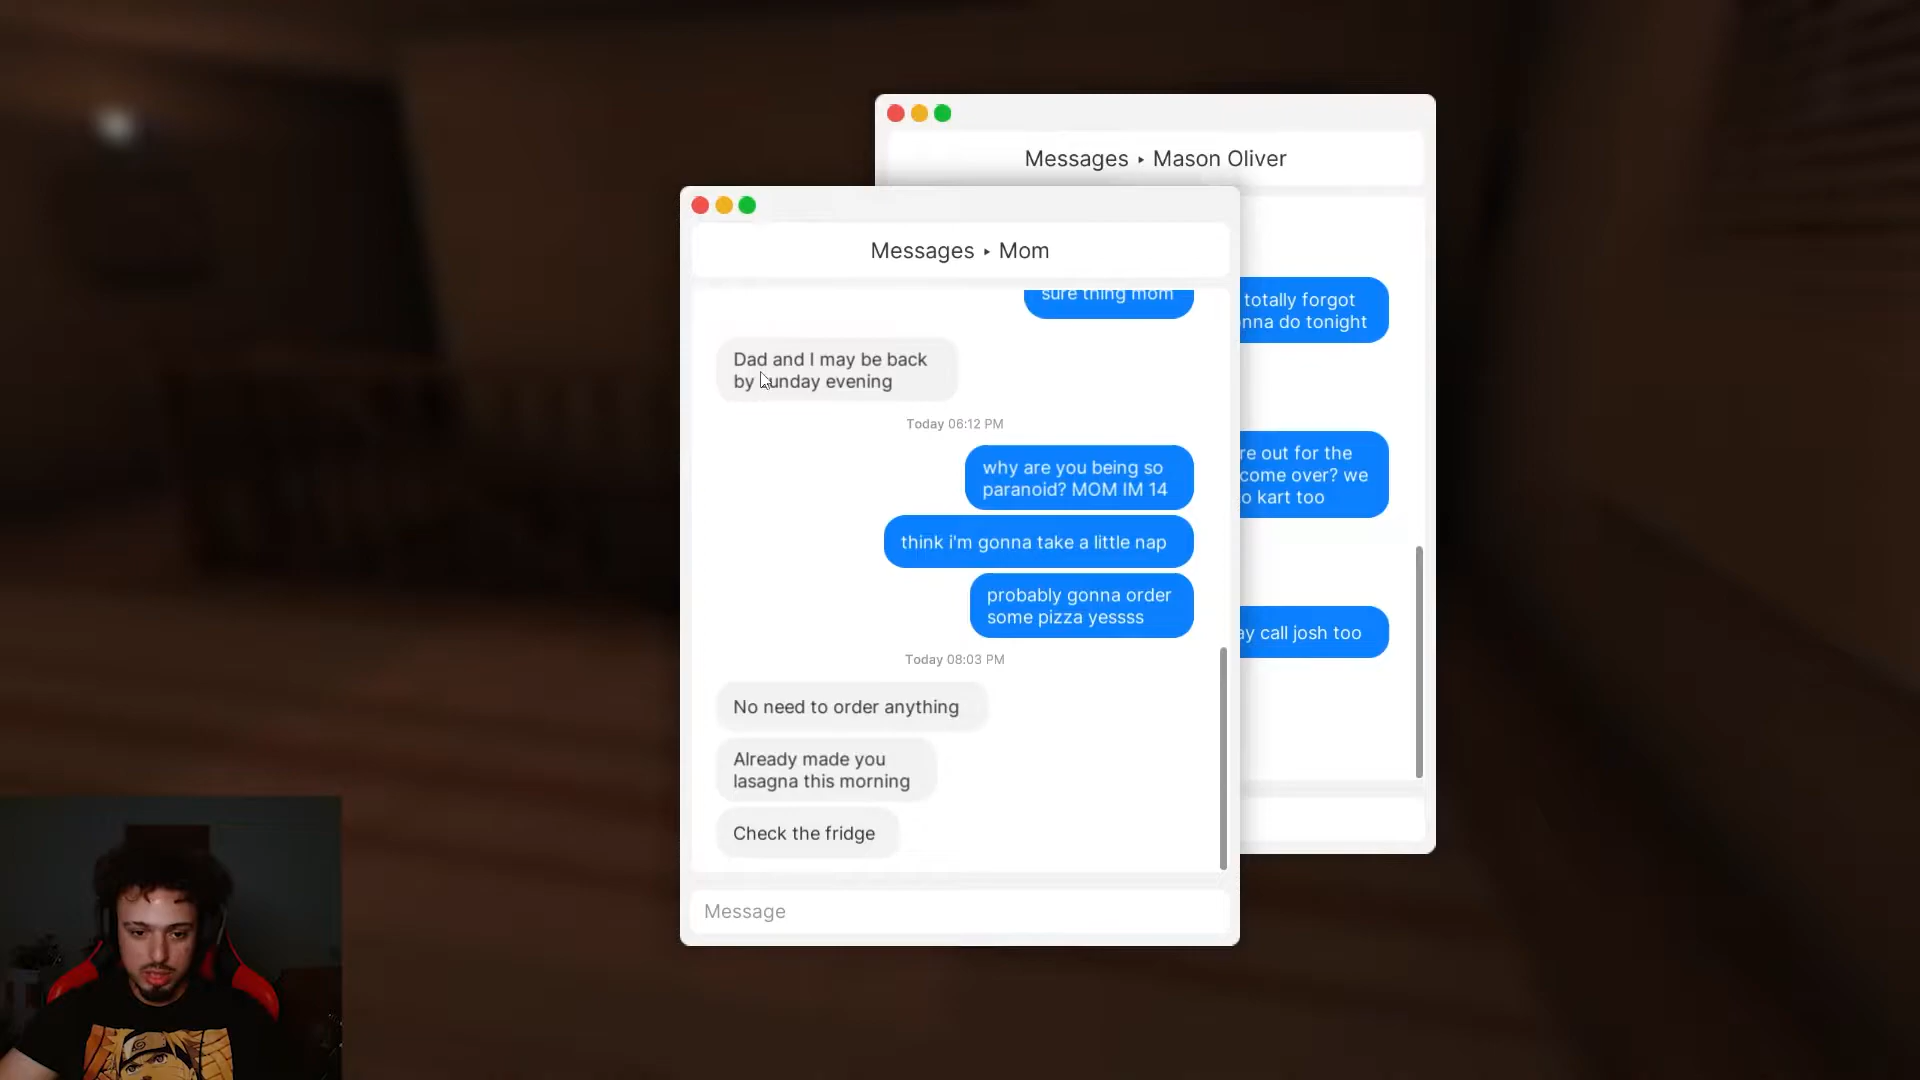 Messages ▸ Mason Oliver
totally forgot
nna do tonight
re out for the
come over? we
o kart too
ay call josh too
Messages ▸ Mom
sure thing mom
Dad and I may be back
by Sunday evening
Today 06:12 PM
why are you being so
paranoid? MOM IM 14
think i'm gonna take a little nap
probably gonna order
some pizza yessss
Today 08:03 PM
No need to order anything
Already made you
lasagna this morning
Check the fridge
Message